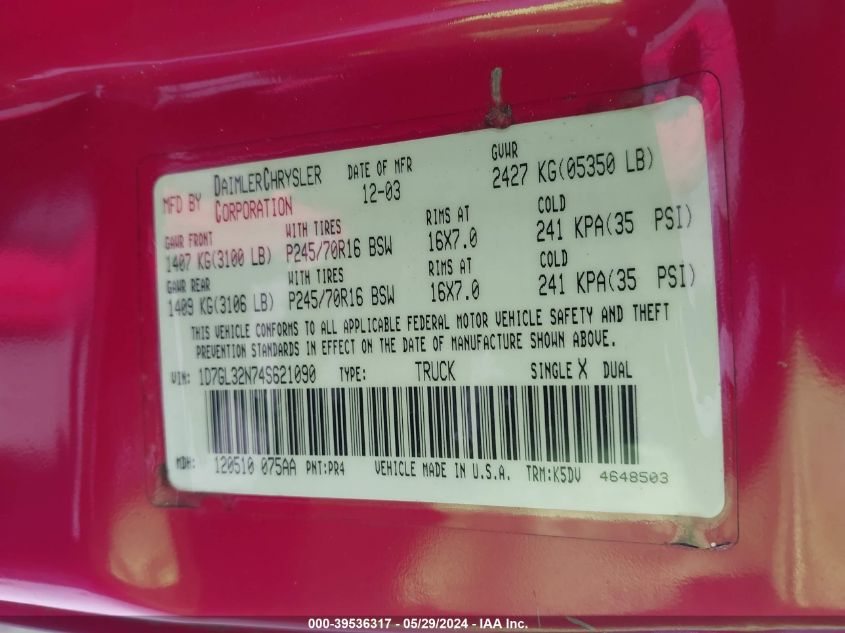 MFD BY DAIMLERCHRYSLER CORPORATION DATE OF MFR 12-03 GVWR 2427 KG(05350 LB)
GAWR FRONT WITH TIRES RIMS AT COLD
1407 KG(3100 LB) P245/70R16 BSW 16X7.0 241 KPA(35 PSI)
GAWR REAR WITH TIRES RIMS AT COLD
1409 KG(3106 LB) P245/70R16 BSW 16X7.0 241 KPA(35 PSI)
THIS VEHICLE CONFORMS TO ALL APPLICABLE FEDERAL MOTOR VEHICLE SAFETY AND THEFT
PREVENTION STANDARDS IN EFFECT ON THE DATE OF MANUFACTURE SHOWN ABOVE.
VIN: 1D7GL32N74S621090 TYPE: TRUCK SINGLE X DUAL
MDH: 120510 075AA PNT:PR4 VEHICLE MADE IN U.S.A. TRM:K5DV 4648503
000-39536317 - 05/29/2024 - IAA Inc.